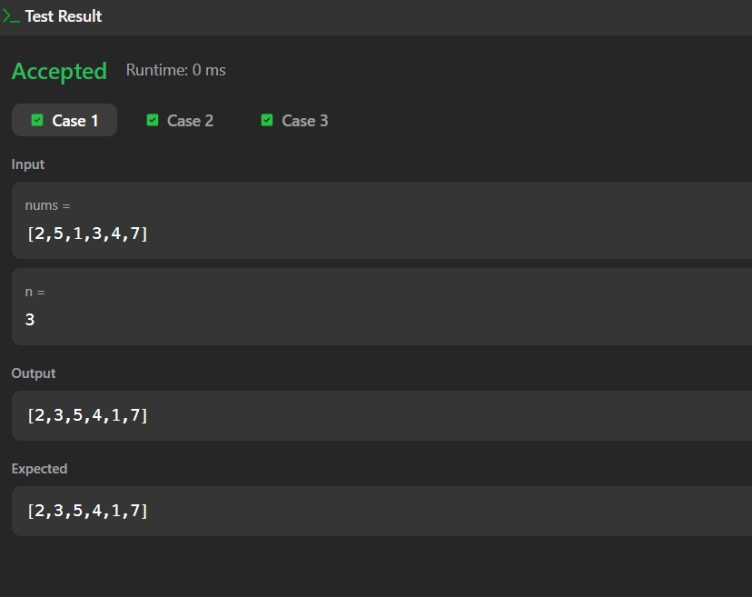 >_ Test Result
Accepted Runtime: 0 ms
Case 1 Case 2 Case 3
Input
nums =
[2,5,1,3,4,7]
n =
3
Output
[2,3,5,4,1,7]
Expected
[2,3,5,4,1,7]